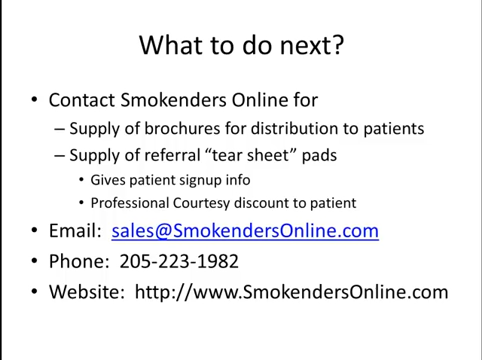 What to do next?
• Contact Smokenders Online for
– Supply of brochures for distribution to patients
– Supply of referral “tear sheet” pads
• Gives patient signup info
• Professional Courtesy discount to patient
• Email: sales@SmokendersOnline.com
• Phone: 205-223-1982
• Website: http://www.SmokendersOnline.com